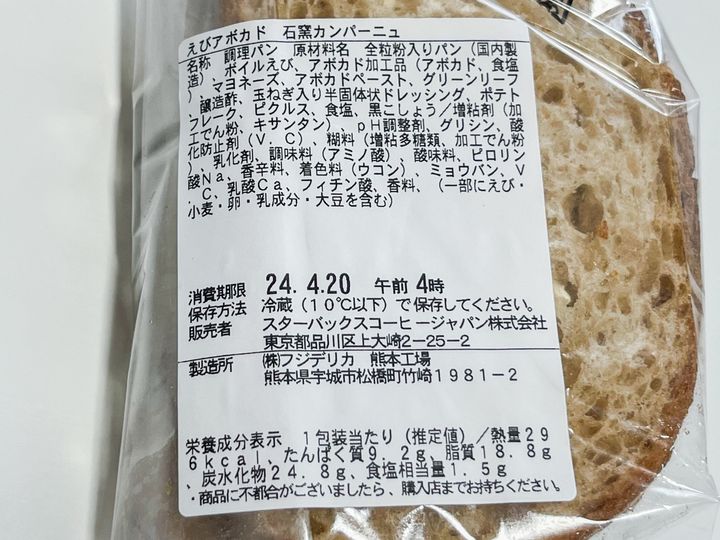 えびアボカド　石窯カンパーニュ
名称　調理パン　原材料名　全粒粉入りパン（国内製
造）、ボイルえび、アボカド加工品（アボカド、食塩
）、マヨネーズ、アボカドペースト、グリーンリーフ
、醸造酢、玉ねぎ入り半固体状ドレッシング、ポテト
フレーク、ピクルス、食塩、黒こしょう／増粘剤（加
工でん粉、キサンタン）、ｐＨ調整剤、グリシン、酸
化防止剤（Ｖ．Ｃ）、糊料（増粘多糖類、加工でん粉
）、乳化剤、調味料（アミノ酸）、酸味料、ピロリン
酸Ｎａ、香辛料、着色料（ウコン）、ミョウバン、Ｖ
．Ｃ、乳酸Ｃａ、フィチン酸、香料、（一部にえび・
小麦・卵・乳成分・大豆を含む）
消費期限　24. 4.20　午前 4時
保存方法　冷蔵（１０℃以下）で保存してください。
販売者　スターバックスコーヒージャパン株式会社
東京都品川区上大崎２－２５－２
製造所　㈱フジデリカ　熊本工場
熊本県宇城市松橋町竹崎１９８１－２
栄養成分表示　１包装当たり（推定値）／熱量２９
６ｋｃａｌ、たんぱく質９．２ｇ、脂質１８．８ｇ
、炭水化物２４．８ｇ、食塩相当量１．５ｇ
・商品に不都合がございましたら、購入店までお持ちください。